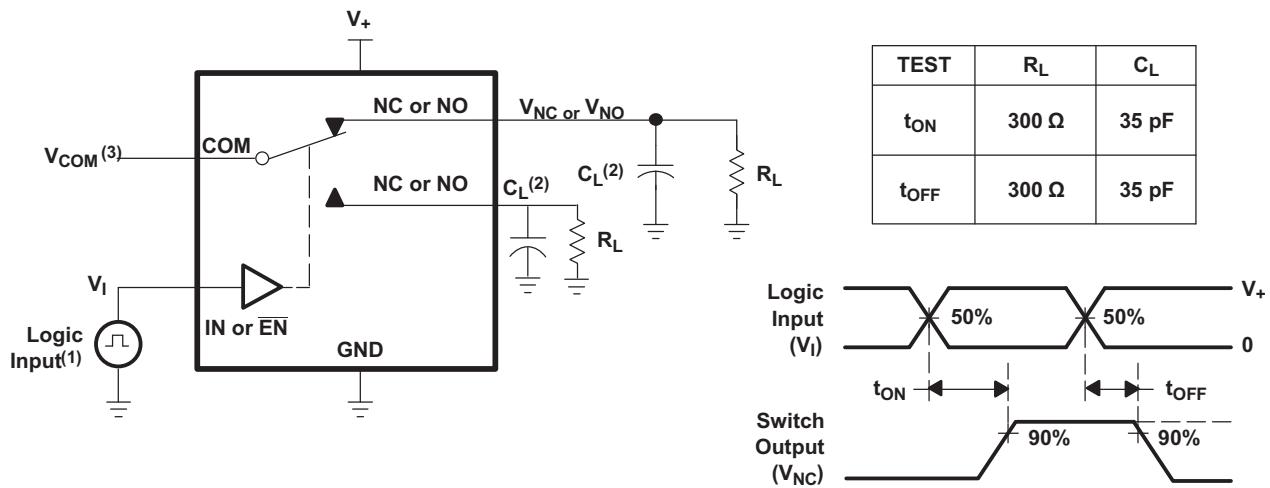 V+
NC or NO
VNC or VNO
VCOM(3)
COM
CL(2)
RL
NC or NO
CL(2)
RL
VI
IN or E̅N̅
Logic
Input(1)
GND
TEST RL CL
tON 300 Ω 35 pF
tOFF 300 Ω 35 pF
Logic
Input
(VI)
50%
50%
V+
0
tON
tOFF
Switch
Output
(VNC)
90%
90%